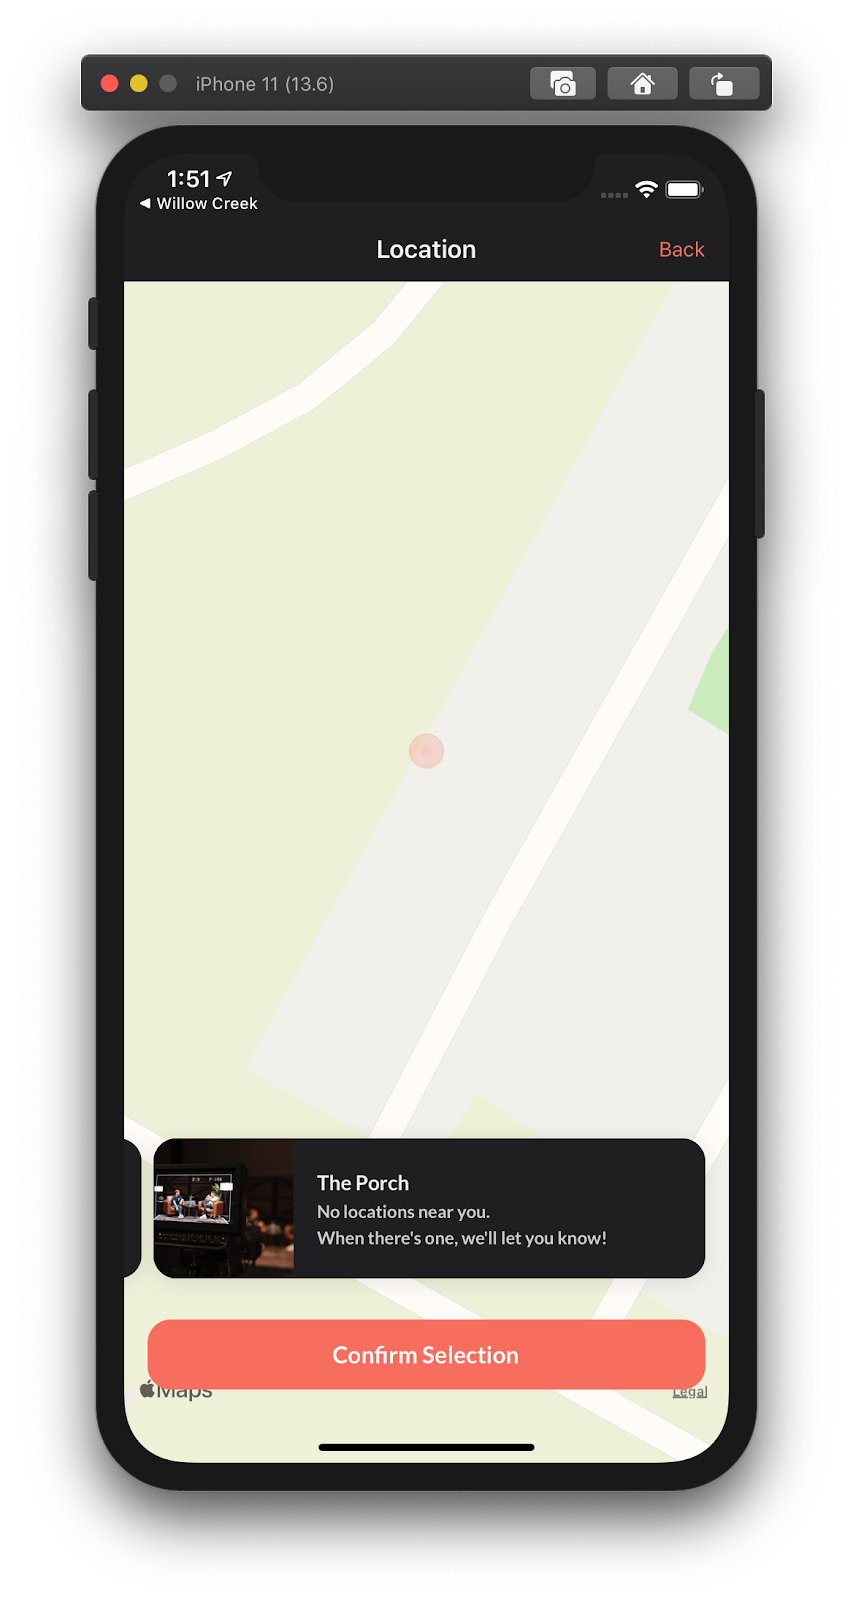 iPhone 11 (13.6)
1:51
Willow Creek
Location
Back
The Porch
No locations near you.
When there's one, we'll let you know!
Confirm Selection
Maps
Legal